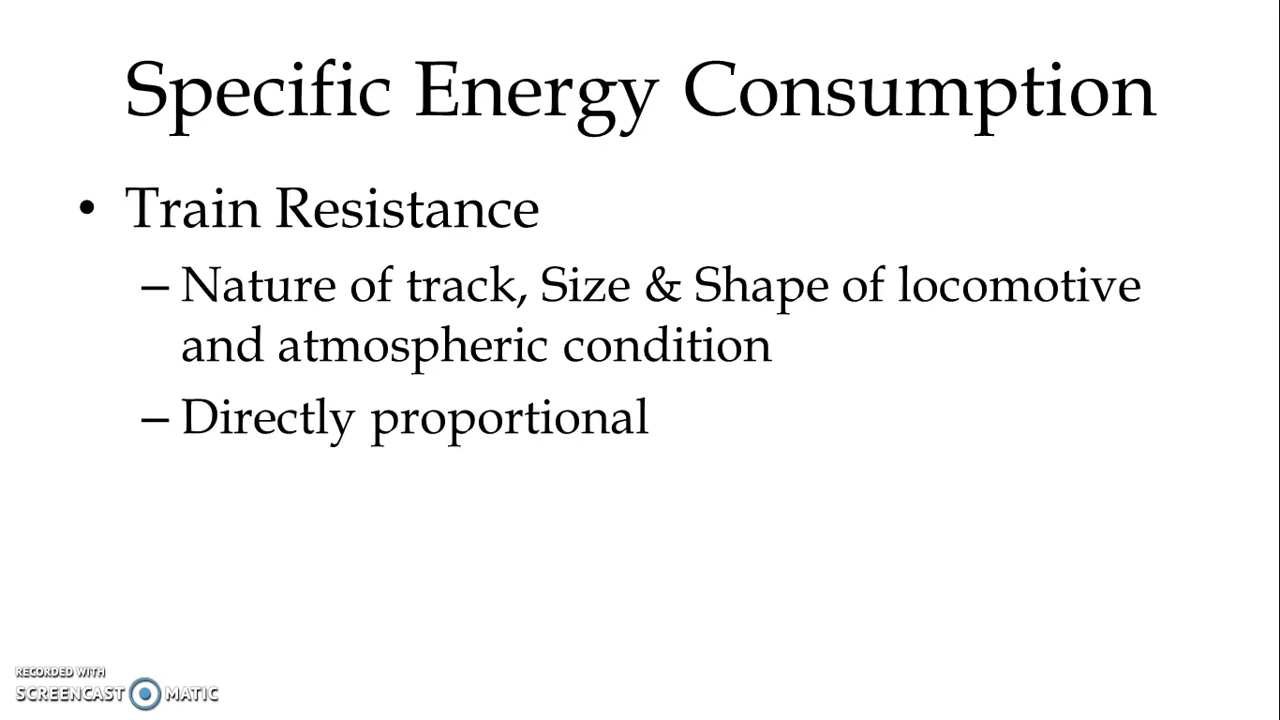 Specific Energy Consumption
• Train Resistance
– Nature of track, Size & Shape of locomotive
and atmospheric condition
– Directly proportional
RECORDED WITH
SCREENCAST MATIC